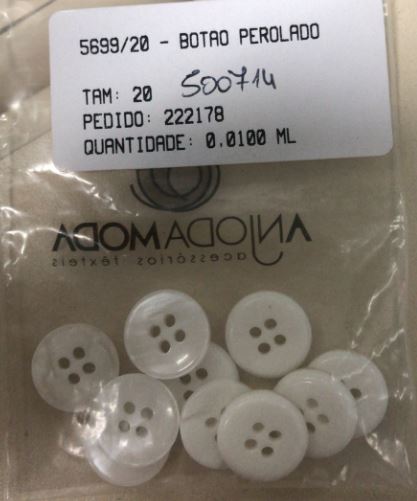 5699/20 - BOTAO PEROLADO
TAM: 20 500714
PEDIDO: 222178
QUANTIDADE: 0.0100 ML
ANJODAMODA
acessórios têxteis